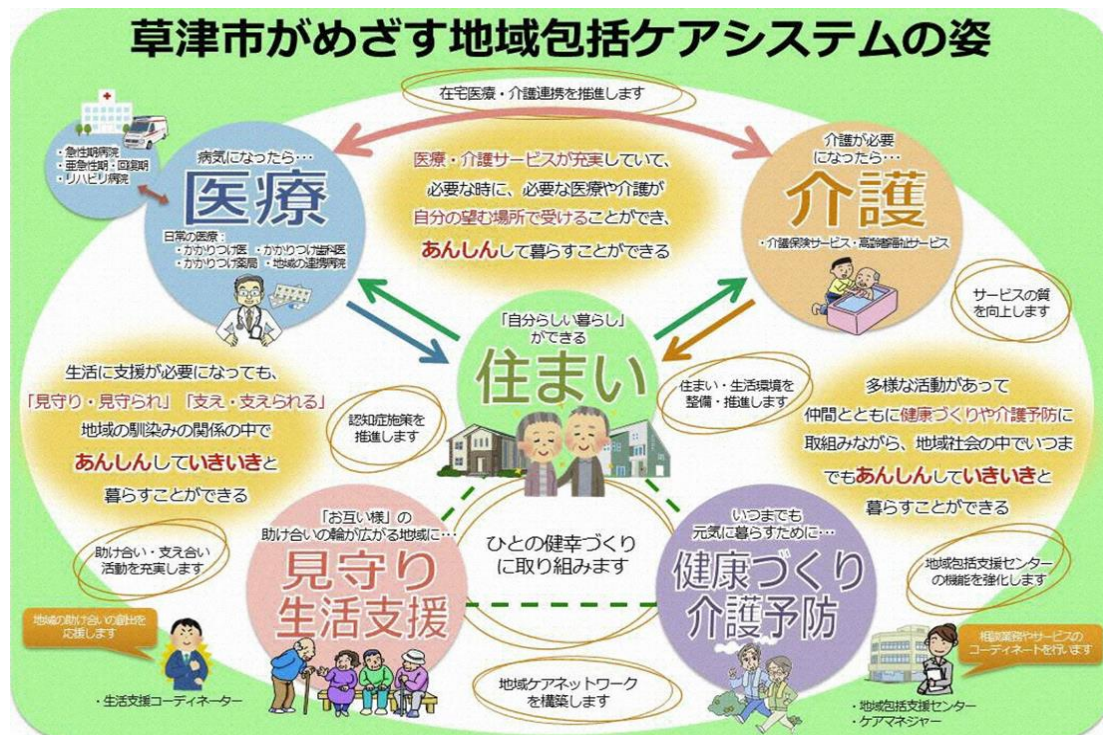 草津市がめざす地域包括ケアシステムの姿
在宅医療・介護連携を推進します
・急性期病院
・亜急性期・回復期
・リハビリ病院
病気になったら…
医療
日常の医療:
・かかりつけ医 ・かかりつけ歯科医
・かかりつけ薬局 ・地域の連携病院
医療・介護サービスが充実していて、
必要な時に、必要な医療や介護が
自分の望む場所で受けることができ、
あんしんして暮らすことができる
介護が必要
になったら…
介護
・介護保険サービス・高齢者福祉サービス
サービスの質
を向上します
「自分らしい暮らし」
ができる
住まい
生活に支援が必要になっても、
「見守り・見守られ」「支え・支えられる」
地域の馴染みの関係の中で
あんしんしていきいきと
暮らすことができる
認知症施策を
推進します
住まい・生活環境を
整備・推進します
多様な活動があって
仲間とともに健康づくりや介護予防に
取組みながら、地域社会の中でいつま
でもあんしんしていきいきと
暮らすことができる
助け合い・支え合い
活動を充実します
「お互い様」の
助け合いの輪が広がる地域に…
見守り
生活支援
ひとの健幸づくり
に取り組みます
いつまでも
元気に暮らすために…
健康づくり
介護予防
地域包括支援センター
の機能を強化します
地域の助け合いの創出を
応援します
・生活支援コーディネーター
地域ケアネットワーク
を構築します
相談業務やサービスの
コーディネートを行います
・地域包括支援センター
・ケアマネジャー